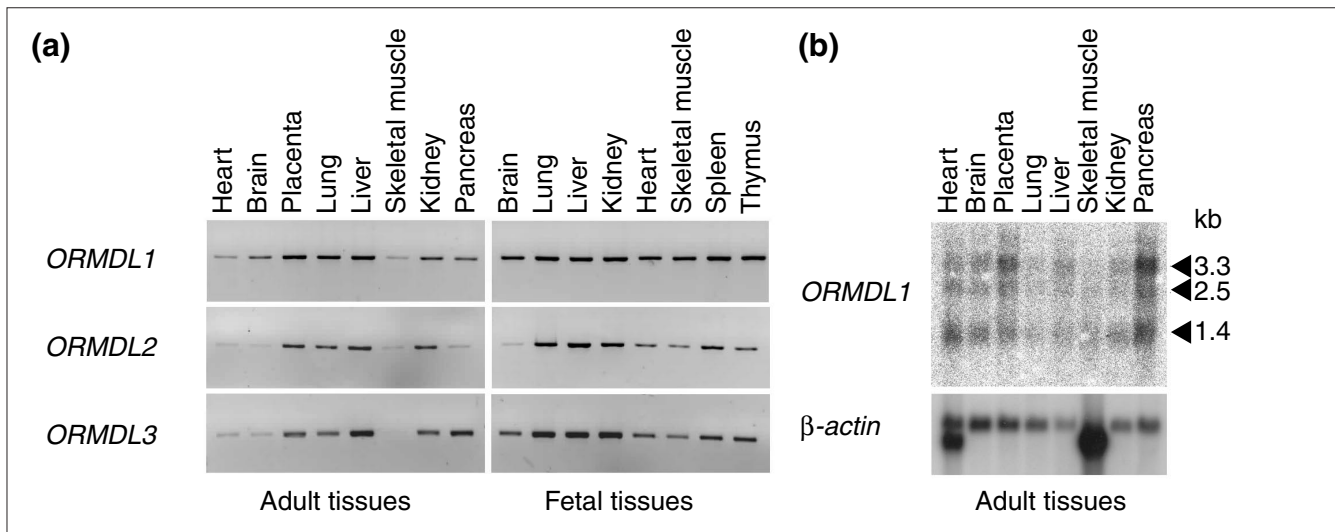 (a)
Heart
Brain
Placenta
Lung
Liver
Skeletal muscle
Kidney
Pancreas
Brain
Lung
Liver
Kidney
Heart
Skeletal muscle
Spleen
Thymus
ORMDL1
ORMDL2
ORMDL3
Adult tissues
Fetal tissues
(b)
Heart
Brain
Placenta
Lung
Liver
Skeletal muscle
Kidney
Pancreas
kb
ORMDL1
3.3
2.5
1.4
β-actin
Adult tissues